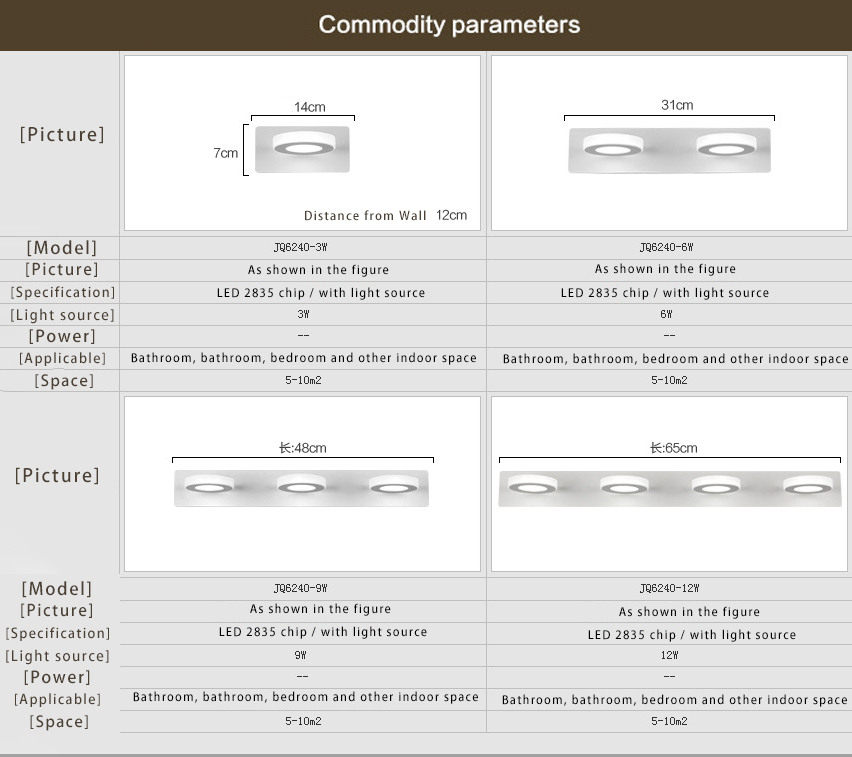 Commodity parameters
[Picture]
14cm
7cm
Distance from Wall 12cm
31cm
[Model] JQ6240-3W JQ6240-6W
[Picture] As shown in the figure As shown in the figure
[Specification] LED 2835 chip / with light source LED 2835 chip / with light source
[Light source] 3W 6W
[Power] -- --
[Applicable] Bathroom, bathroom, bedroom and other indoor space Bathroom, bathroom, bedroom and other indoor space
[Space] 5-10m2 5-10m2
[Picture]
长:48cm
长:65cm
[Model] JQ6240-9W JQ6240-12W
[Picture] As shown in the figure As shown in the figure
[Specification] LED 2835 chip / with light source LED 2835 chip / with light source
[Light source] 9W 12W
[Power] -- --
[Applicable] Bathroom, bathroom, bedroom and other indoor space Bathroom, bathroom, bedroom and other indoor space
[Space] 5-10m2 5-10m2